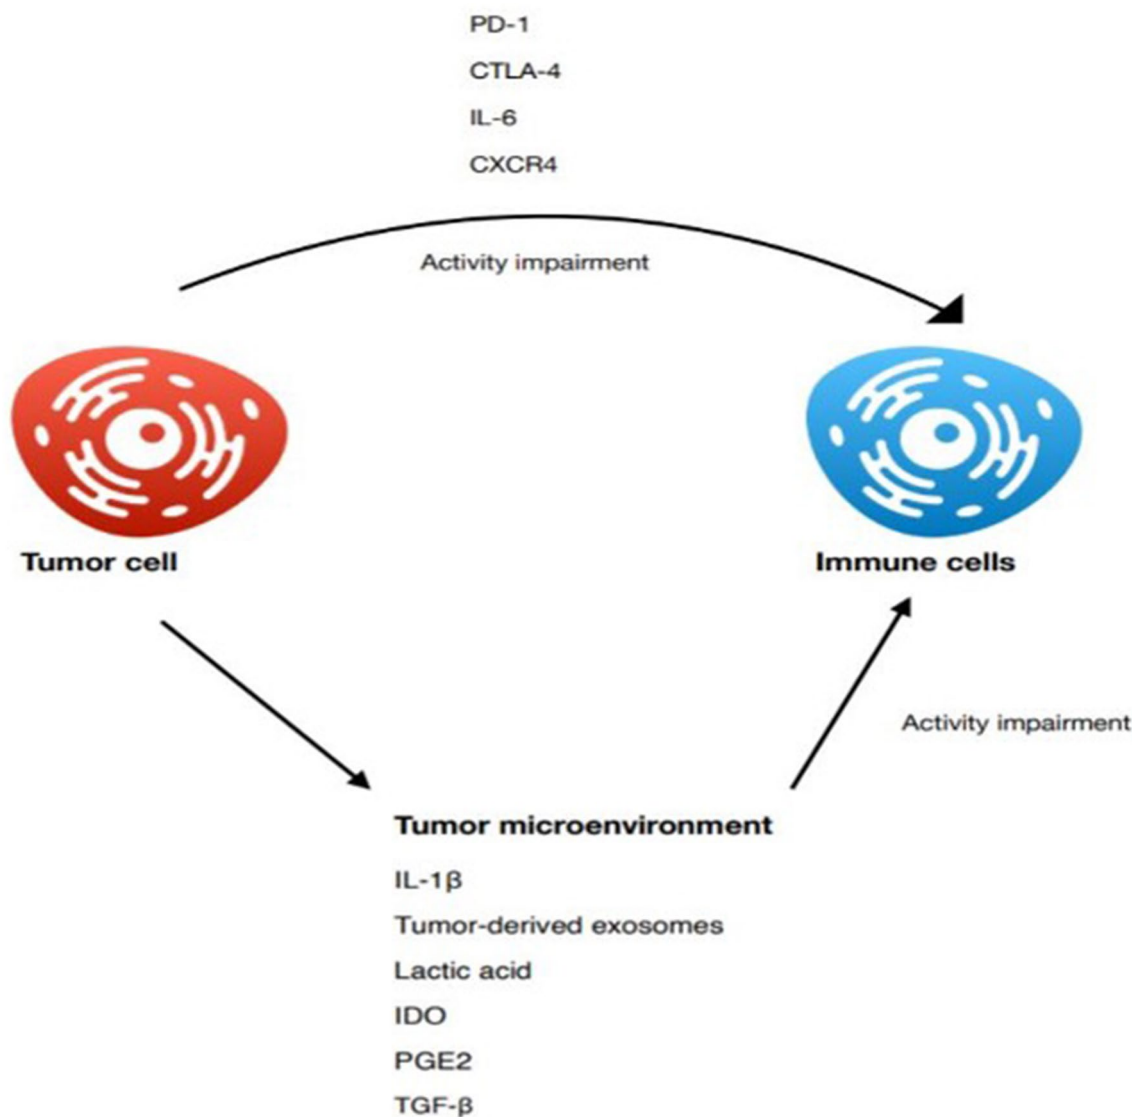 PD-1
CTLA-4
IL-6
CXCR4
Activity impairment
Tumor cell
Immune cells
Activity impairment
Tumor microenvironment
IL-1β
Tumor-derived exosomes
Lactic acid
IDO
PGE2
TGF-β